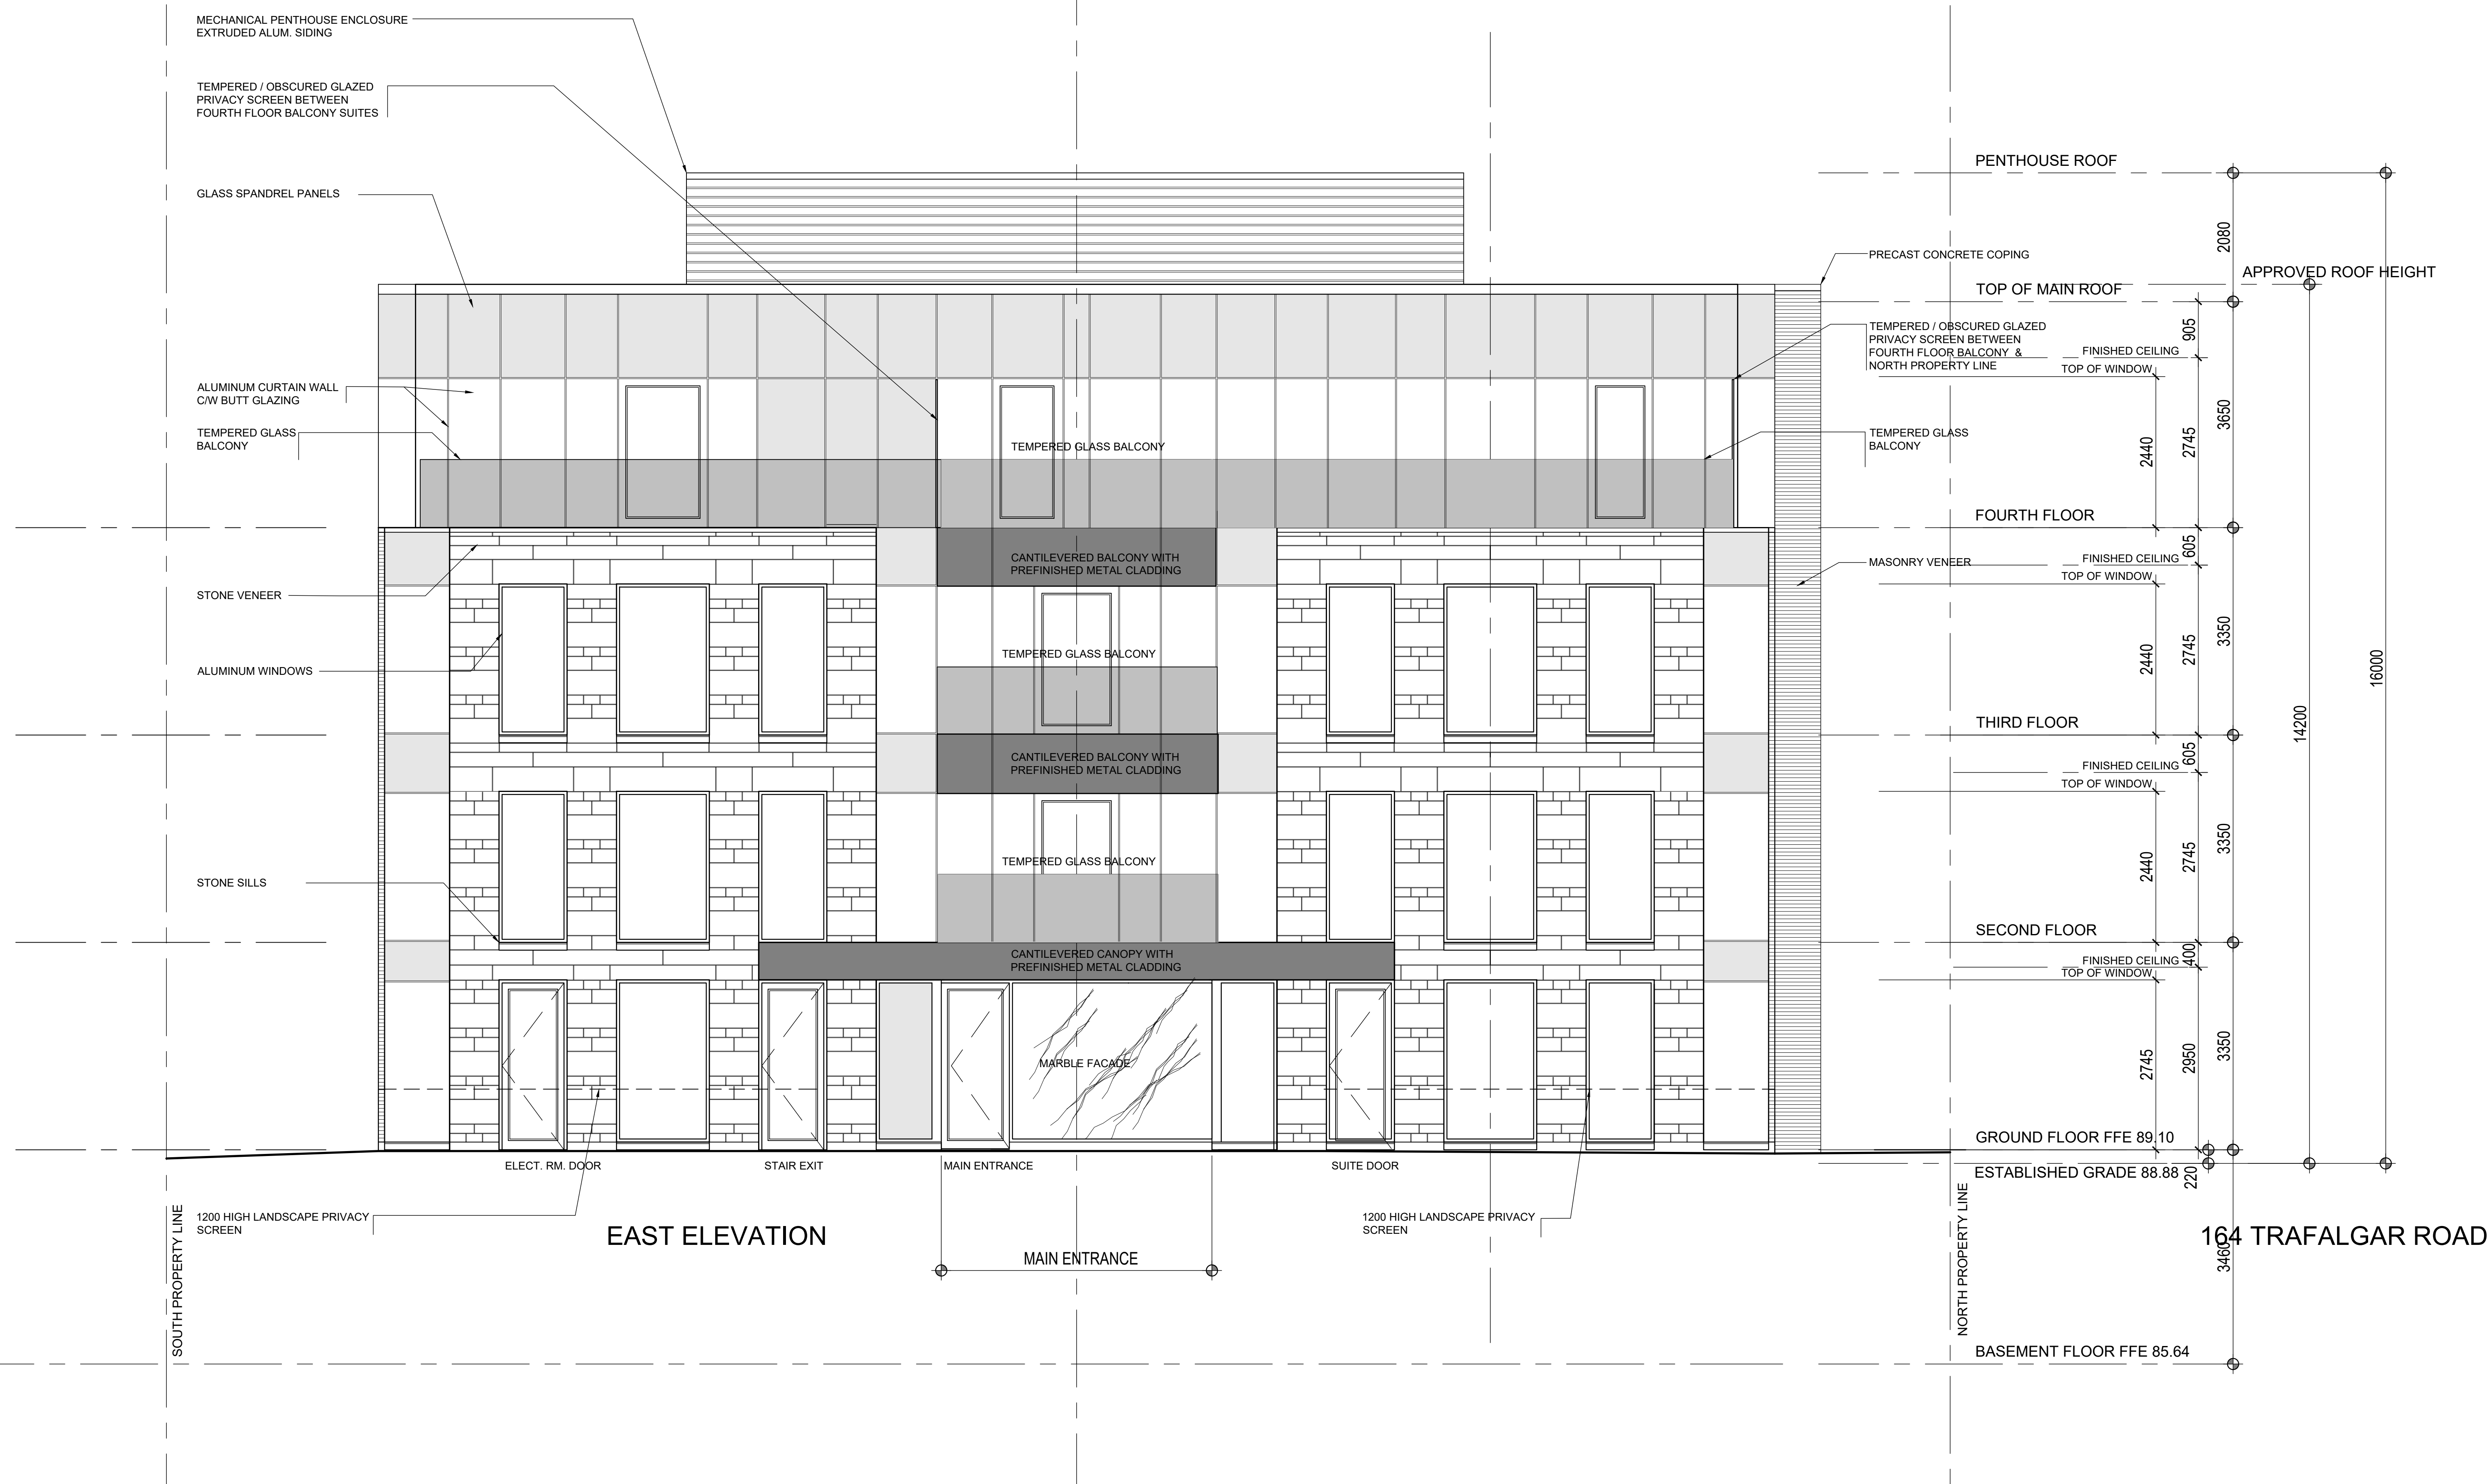 MECHANICAL PENTHOUSE ENCLOSURE
EXTRUDED ALUM. SIDING
TEMPERED / OBSCURED GLAZED
PRIVACY SCREEN BETWEEN
FOURTH FLOOR BALCONY SUITES
GLASS SPANDREL PANELS
ALUMINUM CURTAIN WALL
C/W BUTT GLAZING
TEMPERED GLASS
BALCONY
STONE VENEER
ALUMINUM WINDOWS
STONE SILLS
1200 HIGH LANDSCAPE PRIVACY
SCREEN
SOUTH PROPERTY LINE
TEMPERED GLASS BALCONY
CANTILEVERED BALCONY WITH
PREFINISHED METAL CLADDING
TEMPERED GLASS BALCONY
CANTILEVERED BALCONY WITH
PREFINISHED METAL CLADDING
TEMPERED GLASS BALCONY
CANTILEVERED CANOPY WITH
PREFINISHED METAL CLADDING
MARBLE FACADE
ELECT. RM. DOOR
STAIR EXIT
MAIN ENTRANCE
SUITE DOOR
1200 HIGH LANDSCAPE PRIVACY
SCREEN
EAST ELEVATION
MAIN ENTRANCE
PENTHOUSE ROOF
PRECAST CONCRETE COPING
APPROVED ROOF HEIGHT
TOP OF MAIN ROOF
TEMPERED / OBSCURED GLAZED
PRIVACY SCREEN BETWEEN
FOURTH FLOOR BALCONY &
NORTH PROPERTY LINE
FINISHED CEILING
TOP OF WINDOW
TEMPERED GLASS
BALCONY
FOURTH FLOOR
FINISHED CEILING
MASONRY VENEER
TOP OF WINDOW
THIRD FLOOR
FINISHED CEILING
TOP OF WINDOW
SECOND FLOOR
FINISHED CEILING
TOP OF WINDOW
GROUND FLOOR FFE 89.10
ESTABLISHED GRADE 88.88
NORTH PROPERTY LINE
164 TRAFALGAR ROAD
BASEMENT FLOOR FFE 85.64
2440
2440
2440
2745
905
2745
605
2745
605
2745
400
2950
220
2080
3650
3350
3350
3350
3460
14200
16000